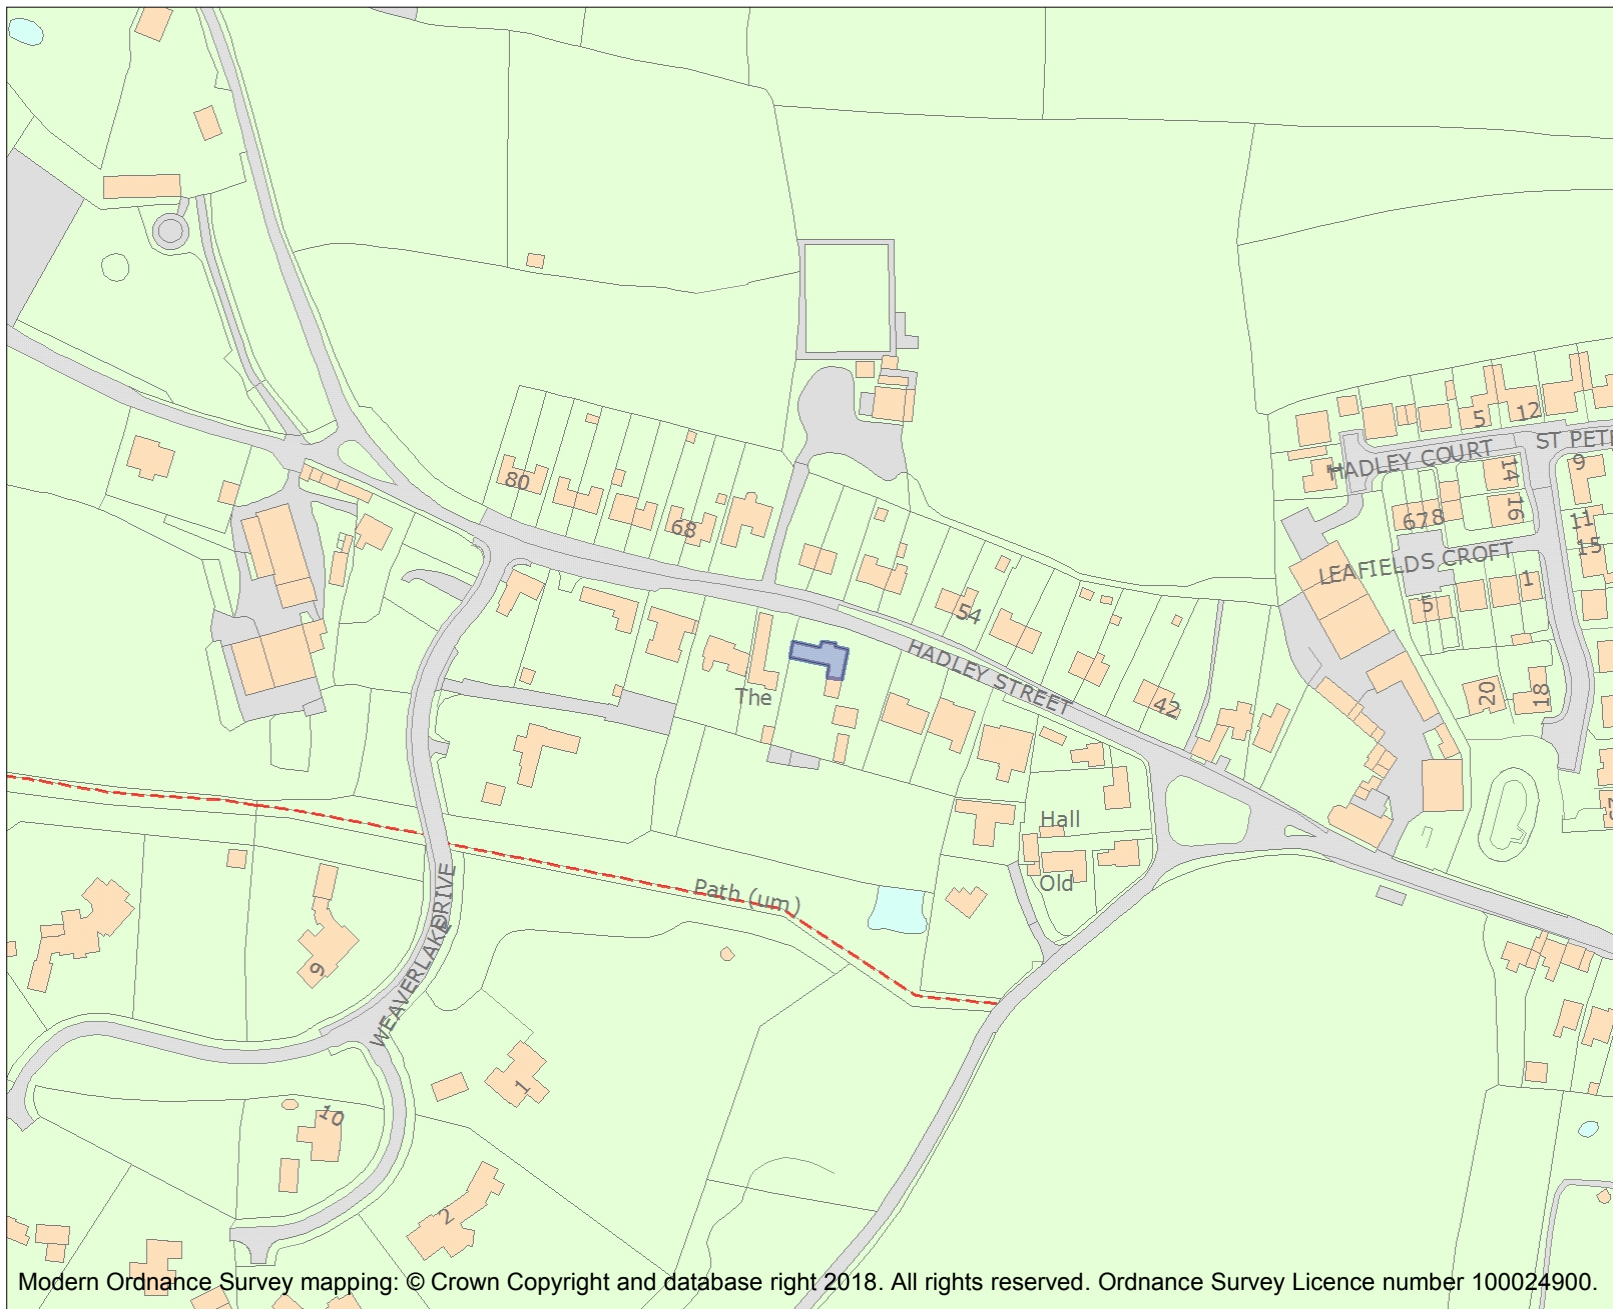 5
12
ST PETE
HADLEY COURT
14
9
80
16
68
678
11
15
LEAFIELDS CROFT
1
5
54
HADLEY STREET
The
42
20
18
Hall
Old
Path (um)
WEAVERLAKE DRIVE
9
1
10
2
Modern Ordnance Survey mapping: © Crown Copyright and database right 2018. All rights reserved. Ordnance Survey Licence number 100024900.